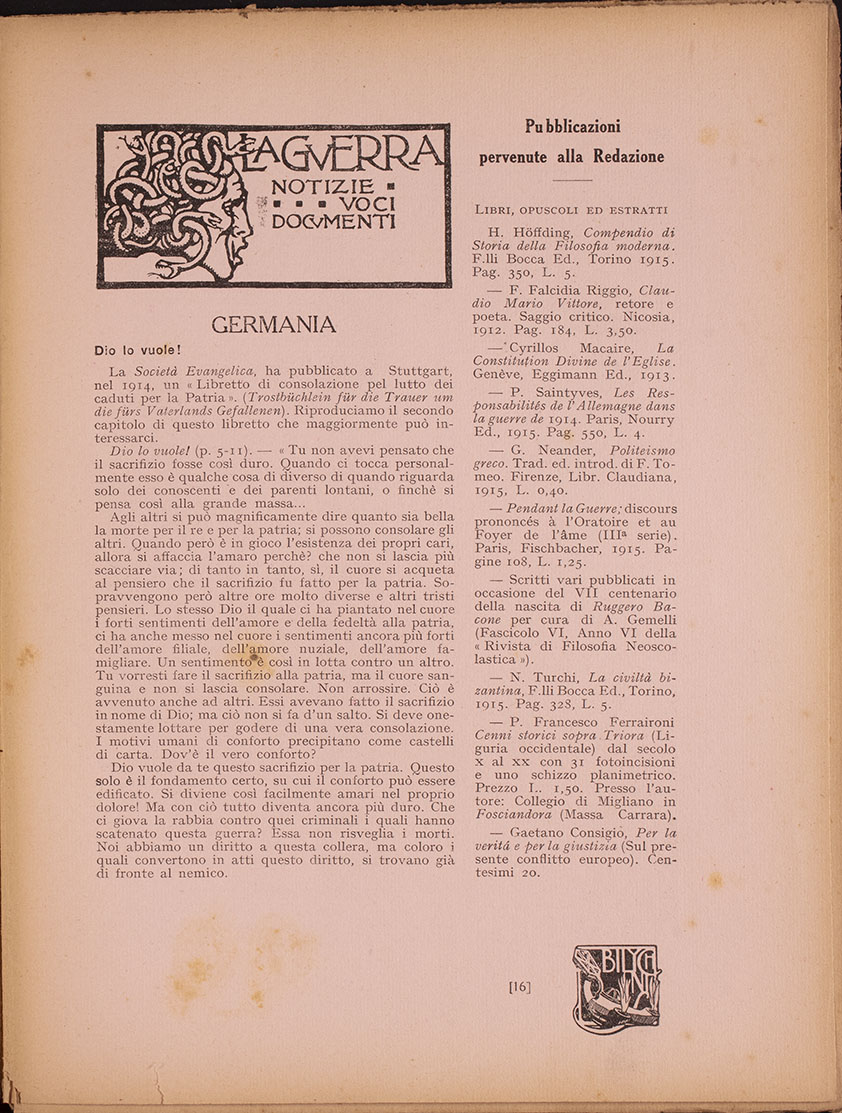 LA GVERRA
NOTIZIE
VOCI
DOCVMENTI
GERMANIA
Dio lo vuole!
La Società Evangelica, ha pubblicato a Stuttgart,
nel 1914, un « Libretto di consolazione pel lutto dei
caduti per la Patria ». (Trostbüchlein für die Trauer um
die fürs Vaterlands Gefallenen). Riproduciamo il secondo
capitolo di questo libretto che maggiormente può in-
teressarci.
Dio lo vuole! (p. 5-11). — « Tu non avevi pensato che
il sacrifizio fosse così duro. Quando ci tocca personal-
mente esso è qualche cosa di diverso di quando riguarda
solo dei conoscenti e dei parenti lontani, o finchè si
pensa così alla grande massa...
Agli altri si può magnificamente dire quanto sia bella
la morte per il re e per la patria; si possono consolare gli
altri. Quando però è in gioco l'esistenza dei propri cari,
allora si affaccia l'amaro perchè? che non si lascia più
scacciare via; di tanto in tanto, sì, il cuore si acqueta
al pensiero che il sacrifizio fu fatto per la patria. So-
pravvengono però altre ore molto diverse e altri tristi
pensieri. Lo stesso Dio il quale ci ha piantato nel cuore
i forti sentimenti dell'amore e della fedeltà alla patria,
ci ha anche messo nel cuore i sentimenti ancora più forti
dell'amore filiale, dell'amore nuziale, dell'amore fa-
migliare. Un sentimento è così in lotta contro un altro.
Tu vorresti fare il sacrifizio alla patria, ma il cuore san-
guina e non si lascia consolare. Non arrossire. Ciò è
avvenuto anche ad altri. Essi avevano fatto il sacrifizio
in nome di Dio; ma ciò non si fa d'un salto. Si deve one-
stamente lottare per godere di una vera consolazione.
I motivi umani di conforto precipitano come castelli
di carta. Dov'è il vero conforto?
Dio vuole da te questo sacrifizio per la patria. Questo
solo è il fondamento certo, su cui il conforto può essere
edificato. Si diviene così facilmente amari nel proprio
dolore! Ma con ciò tutto diventa ancora più duro. Che
ci giova la rabbia contro quei criminali i quali hanno
scatenato questa guerra? Essa non risveglia i morti.
Noi abbiamo un diritto a questa collera, ma coloro i
quali convertono in atti questo diritto, si trovano già
di fronte al nemico.
Pubblicazioni
pervenute alla Redazione
LIBRI, OPUSCOLI ED ESTRATTI
H. Höffding, Compendio di
Storia della Filosofia moderna.
F.lli Bocca Ed., Torino 1915.
Pag. 350, L. 5.
— F. Falcidia Riggio, Clau-
dio Mario Vittore, retore e
poeta. Saggio critico. Nicosia,
1912. Pag. 184, L. 3,50.
— Cyrillos Macaire, La
Constitution Divine de l'Eglise.
Genève, Eggimann Ed., 1913.
— P. Saintyves, Les Res-
ponsabilités de l'Allemagne dans
la guerre de 1914. Paris, Nourry
Ed., 1915. Pag. 550, L. 4.
— G. Neander, Politeismo
greco. Trad. ed. introd. di F. To-
meo. Firenze, Libr. Claudiana,
1915, L. 0,40.
— Pendant la Guerre; discours
prononcés à l'Oratoire et au
Foyer de l'âme (IIIª serie).
Paris, Fischbacher, 1915. Pa-
gine 108, L. 1,25.
— Scritti vari pubblicati in
occasione del VII centenario
della nascita di Ruggero Ba-
cone per cura di A. Gemelli
(Fascicolo VI, Anno VI della
« Rivista di Filosofia Neosco-
lastica »).
— N. Turchi, La civiltà bi-
zantina, F.lli Bocca Ed., Torino,
1915. Pag. 328, L. 5.
— P. Francesco Ferraironi
Cenni storici sopra Triora (Li-
guria occidentale) dal secolo
X al XX con 31 fotoincisioni
e uno schizzo planimetrico.
Prezzo L. 1,50. Presso l'au-
tore: Collegio di Migliano in
Fosciandora (Massa Carrara).
— Gaetano Consigiò, Per la
veritá e per la giustizia (Sul pre-
sente conflitto europeo). Cen-
tesimi 20.
[16]
BILYCH
NIS